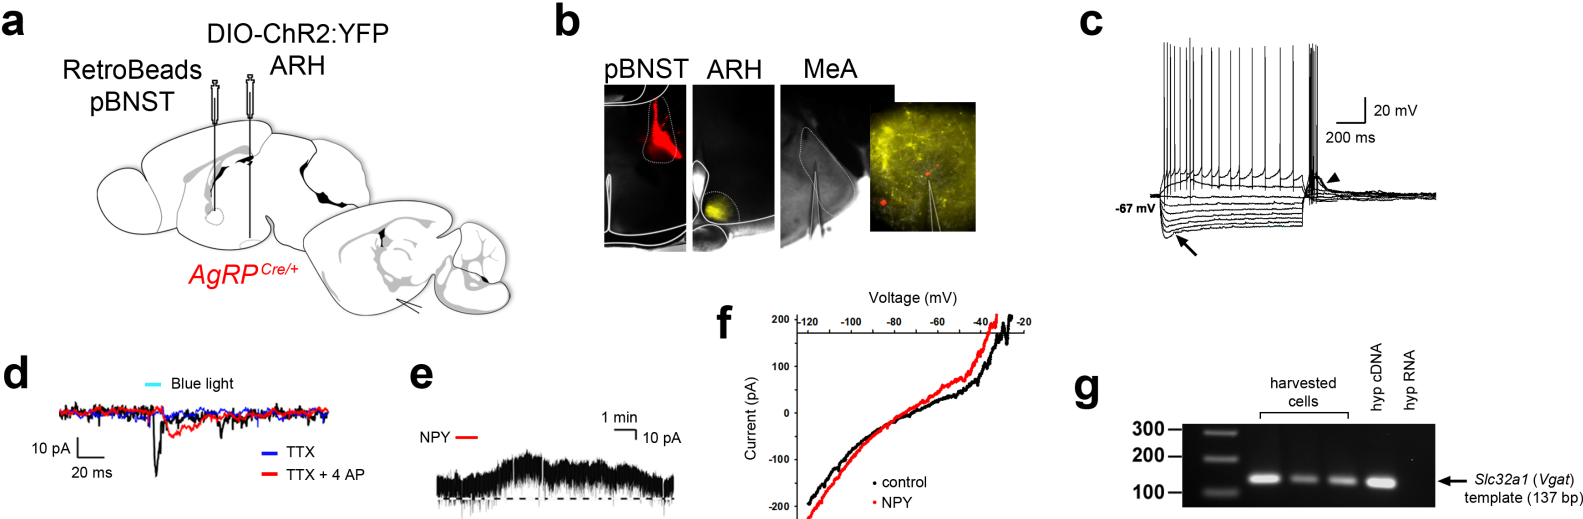 a
DIO-ChR2:YFP
ARH
RetroBeads
pBNST
AgRP Cre/+
b
pBNST
ARH
MeA
c
20 mV
200 ms
-67 mV
d
Blue light
10 pA
20 ms
TTX
TTX + 4 AP
e
1 min
10 pA
NPY
f
Voltage (mV)
-120
-100
-80
-60
-40
-20
200
100
0
-100
-200
Current (pA)
control
NPY
g
harvested
cells
hyp cDNA
hyp RNA
300
200
100
Slc32a1 (Vgat)
template (137 bp)